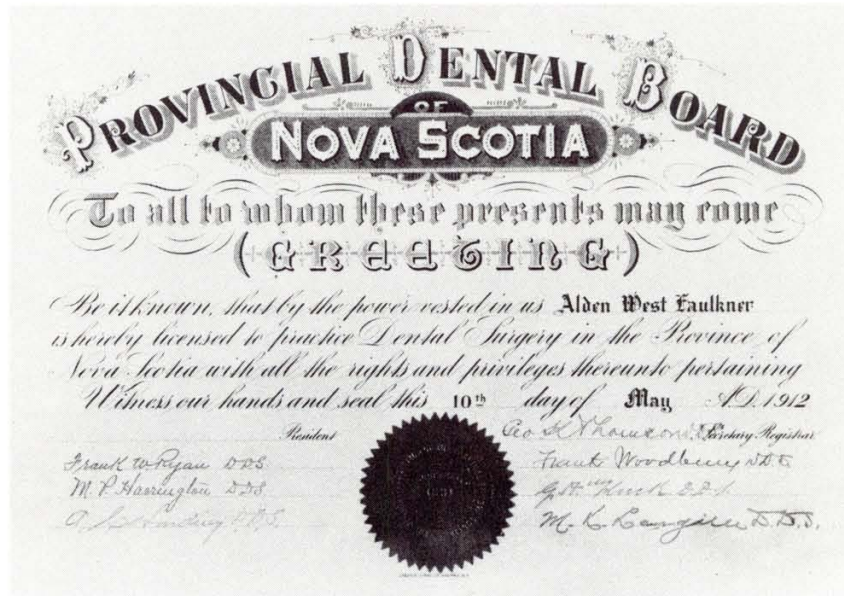 PROVINCIAL DENTAL BOARD
OF
NOVA SCOTIA
To all to whom these presents may come
(GREETING)
Be it known, that by the power vested in us Alden West Faulkner
is hereby licensed to practice Dental Surgery in the Province of
Nova Scotia with all the rights and privileges thereunto pertaining
Witness our hands and seal this 10th day of May A.D. 1912
President Geo K Thomson Secretary Registrar
Frank W Ryan D.D.S. Frank Woodbury D.D.S.
M. P. Harrington D.D.S.
D.D.S. M. K. Langille D.D.S.